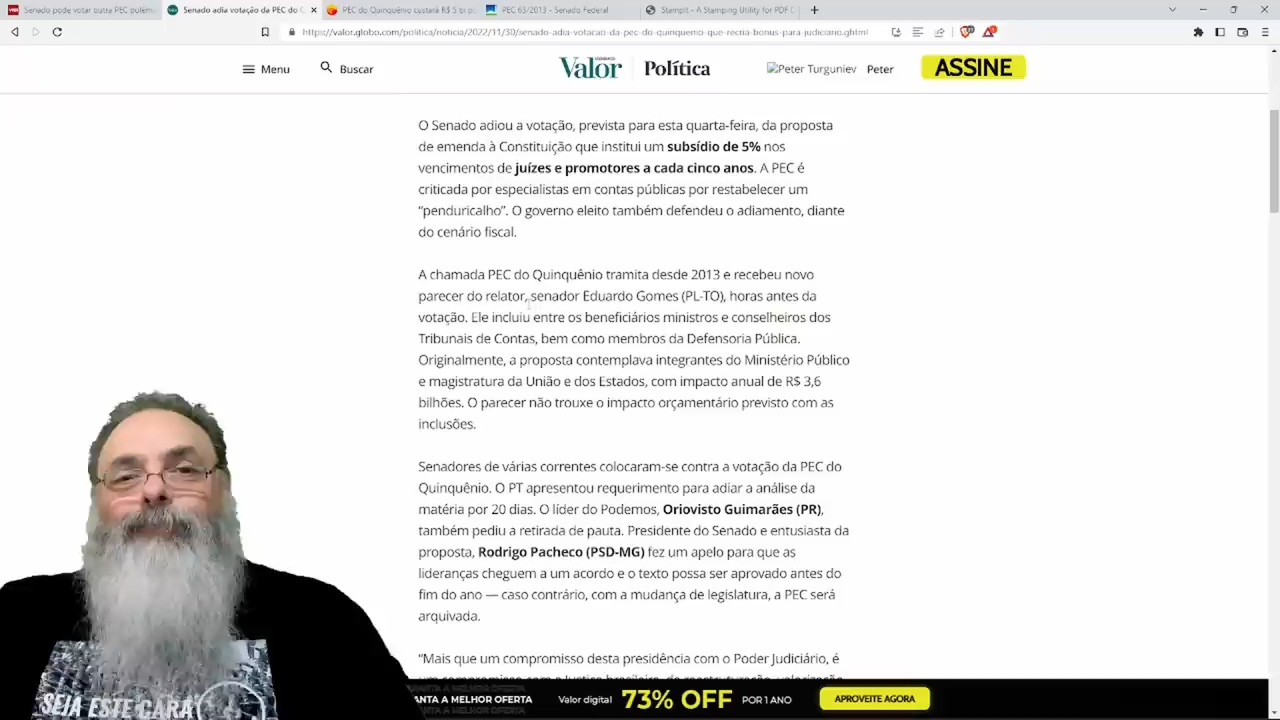 Senado pode votar outra PEC polêmi
Senado adia votação da PEC do Q
PEC do Quinquênio custará R$ 5 bi p
PEC 63/2013 - Senado Federal
StampIt - A Stamping Utility for PDF D
https://valor.globo.com/politica/noticia/2022/11/30/senado-adia-votacao-da-pec-do-quinquenio-que-recria-bonus-para-judiciario.ghtml
Menu
Buscar
Valor
Política
Peter Turguniev
Peter
ASSINE
O Senado adiou a votação, prevista para esta quarta-feira, da proposta
de emenda à Constituição que institui um subsídio de 5% nos
vencimentos de juízes e promotores a cada cinco anos. A PEC é
criticada por especialistas em contas públicas por restabelecer um
“penduricalho”. O governo eleito também defendeu o adiamento, diante
do cenário fiscal.
A chamada PEC do Quinquênio tramita desde 2013 e recebeu novo
parecer do relator, senador Eduardo Gomes (PL-TO), horas antes da
votação. Ele incluiu entre os beneficiários ministros e conselheiros dos
Tribunais de Contas, bem como membros da Defensoria Pública.
Originalmente, a proposta contemplava integrantes do Ministério Público
e magistratura da União e dos Estados, com impacto anual de R$ 3,6
bilhões. O parecer não trouxe o impacto orçamentário previsto com as
inclusões.
Senadores de várias correntes colocaram-se contra a votação da PEC do
Quinquênio. O PT apresentou requerimento para adiar a análise da
matéria por 20 dias. O líder do Podemos, Oriovisto Guimarães (PR),
também pediu a retirada de pauta. Presidente do Senado e entusiasta da
proposta, Rodrigo Pacheco (PSD-MG) fez um apelo para que as
lideranças cheguem a um acordo e o texto possa ser aprovado antes do
fim do ano — caso contrário, com a mudança de legislatura, a PEC será
arquivada.
“Mais que um compromisso desta presidência com o Poder Judiciário, é
ANTA A MELHOR OFERTA
Valor digital
73% OFF
POR 1 ANO
APROVEITE AGORA